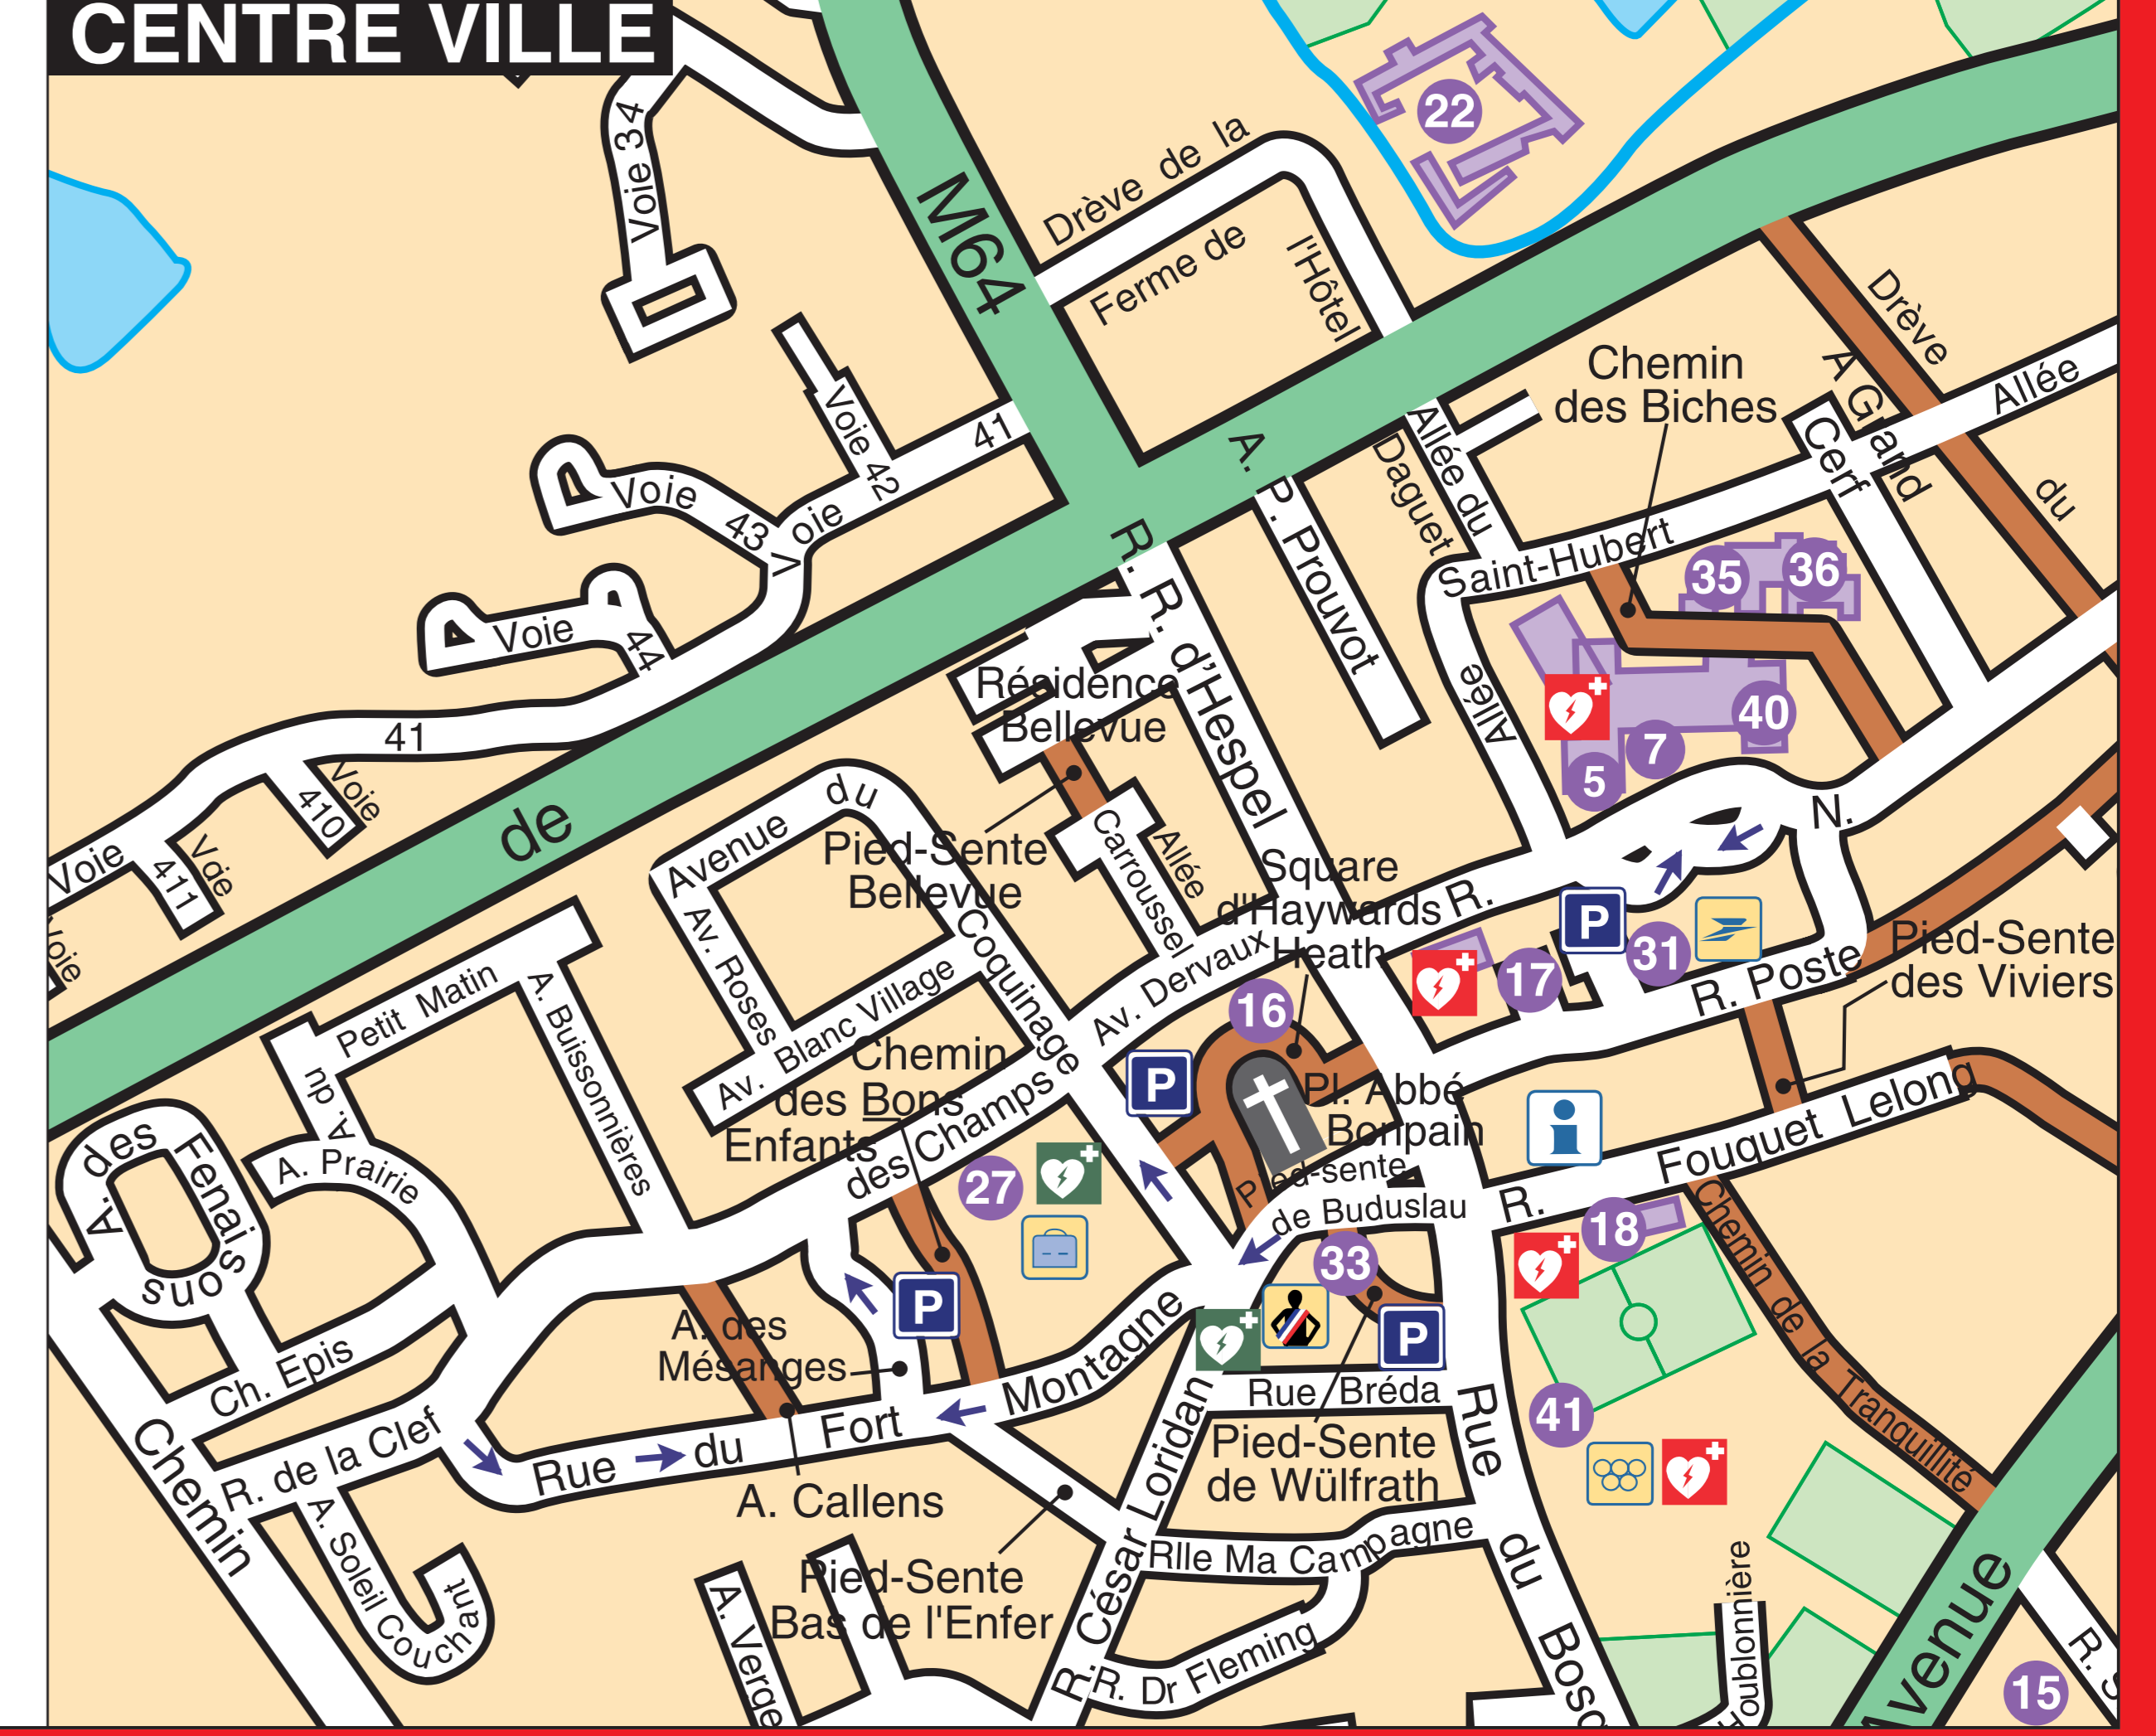 CENTRE VILLE
Voie 34
M64
Drève de la
Ferme de
l'Hôtel
22
Drève
du
A Grand
Cerf
Allée
Chemin
des Biches
Voie 42
41
Voie
43
Voie
Voie
44
41
Voie
410
Voie
411
Voie
Voie
de
A. P. Prouvot
Allée du
Daguet
Saint-Hubert
Allée
35
36
40
7
5
R. R. d'Hespel
Résidence
Bellevue
Pied-Sente
Bellevue
Allée
Carroussel
Avenue du
Coquinage
Av. Roses
Av. Blanc Village
Av. Dervaux
Square
d'Haywards
Heath
R.
N.
P
31
17
R. Poste
Pied-Sente
des Viviers
16
P
Pl. Abbé
Bonpain
Pied-sente
de Buduslau
R. Fouquet Lelong
Petit Matin
A. du
A. Buissonnières
A. Prairie
A. des
Fenaisons
Chemin
des Bons
Enfants
des Champs
27
P
A. des
Mésanges
Ch. Epis
R. de la Clef
Chemin
A. Soleil Couchant
Rue du Fort Montagne
A. Callens
Pied-Sente
Bas de l'Enfer
A. Verge
R. César Loridan
33
P
Rue Bréda
Pied-Sente
de Wülfrath
Rlle Ma Campagne
R. Dr Fleming
Rue du Bosc
18
41
Chemin de la Tranquillité
Houblonnière
Avenue
15